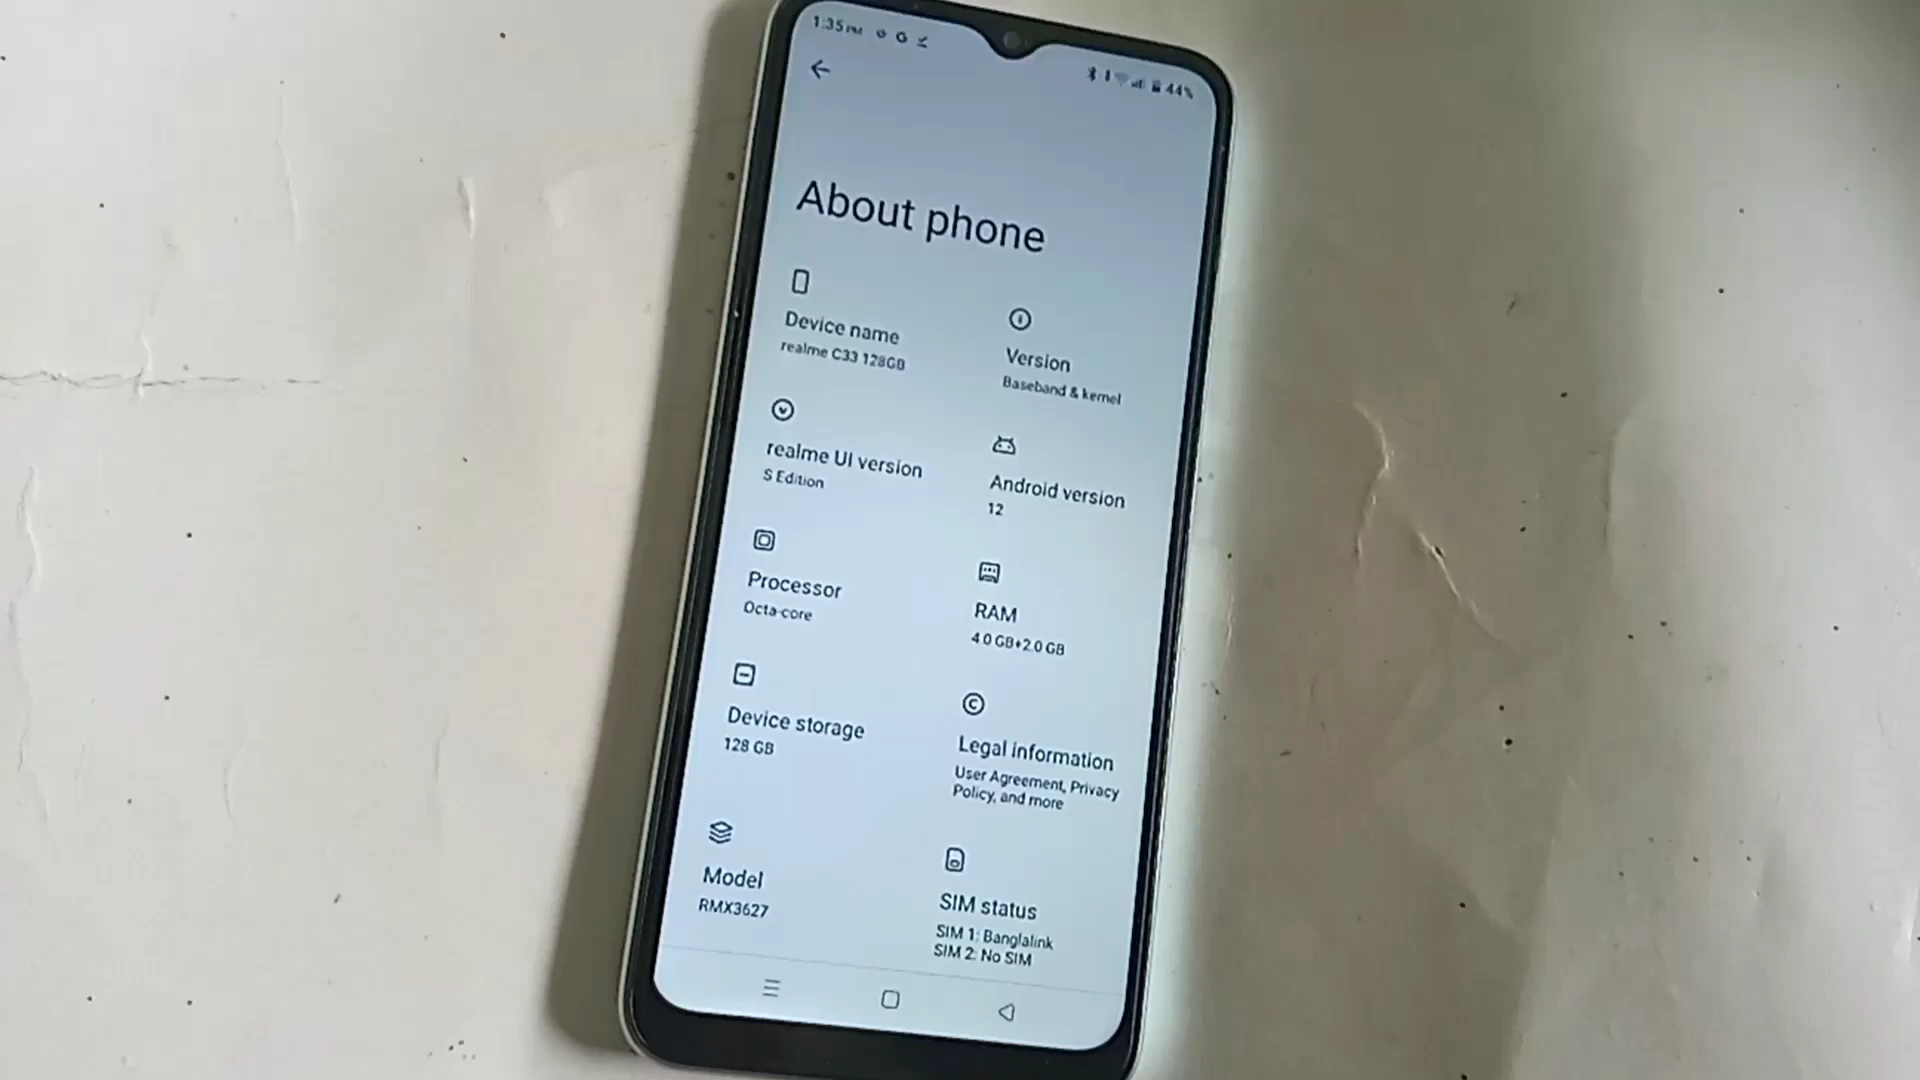 1:35 PM
44%
About phone
Device name
realme C33 128GB
Version
Baseband & kernel
realme UI version
S Edition
Android version
12
Processor
Octa-core
RAM
4.0 GB+2.0 GB
Device storage
128 GB
Legal information
User Agreement, Privacy
Policy, and more
Model
RMX3627
SIM status
SIM 1: Banglalink
SIM 2: No SIM